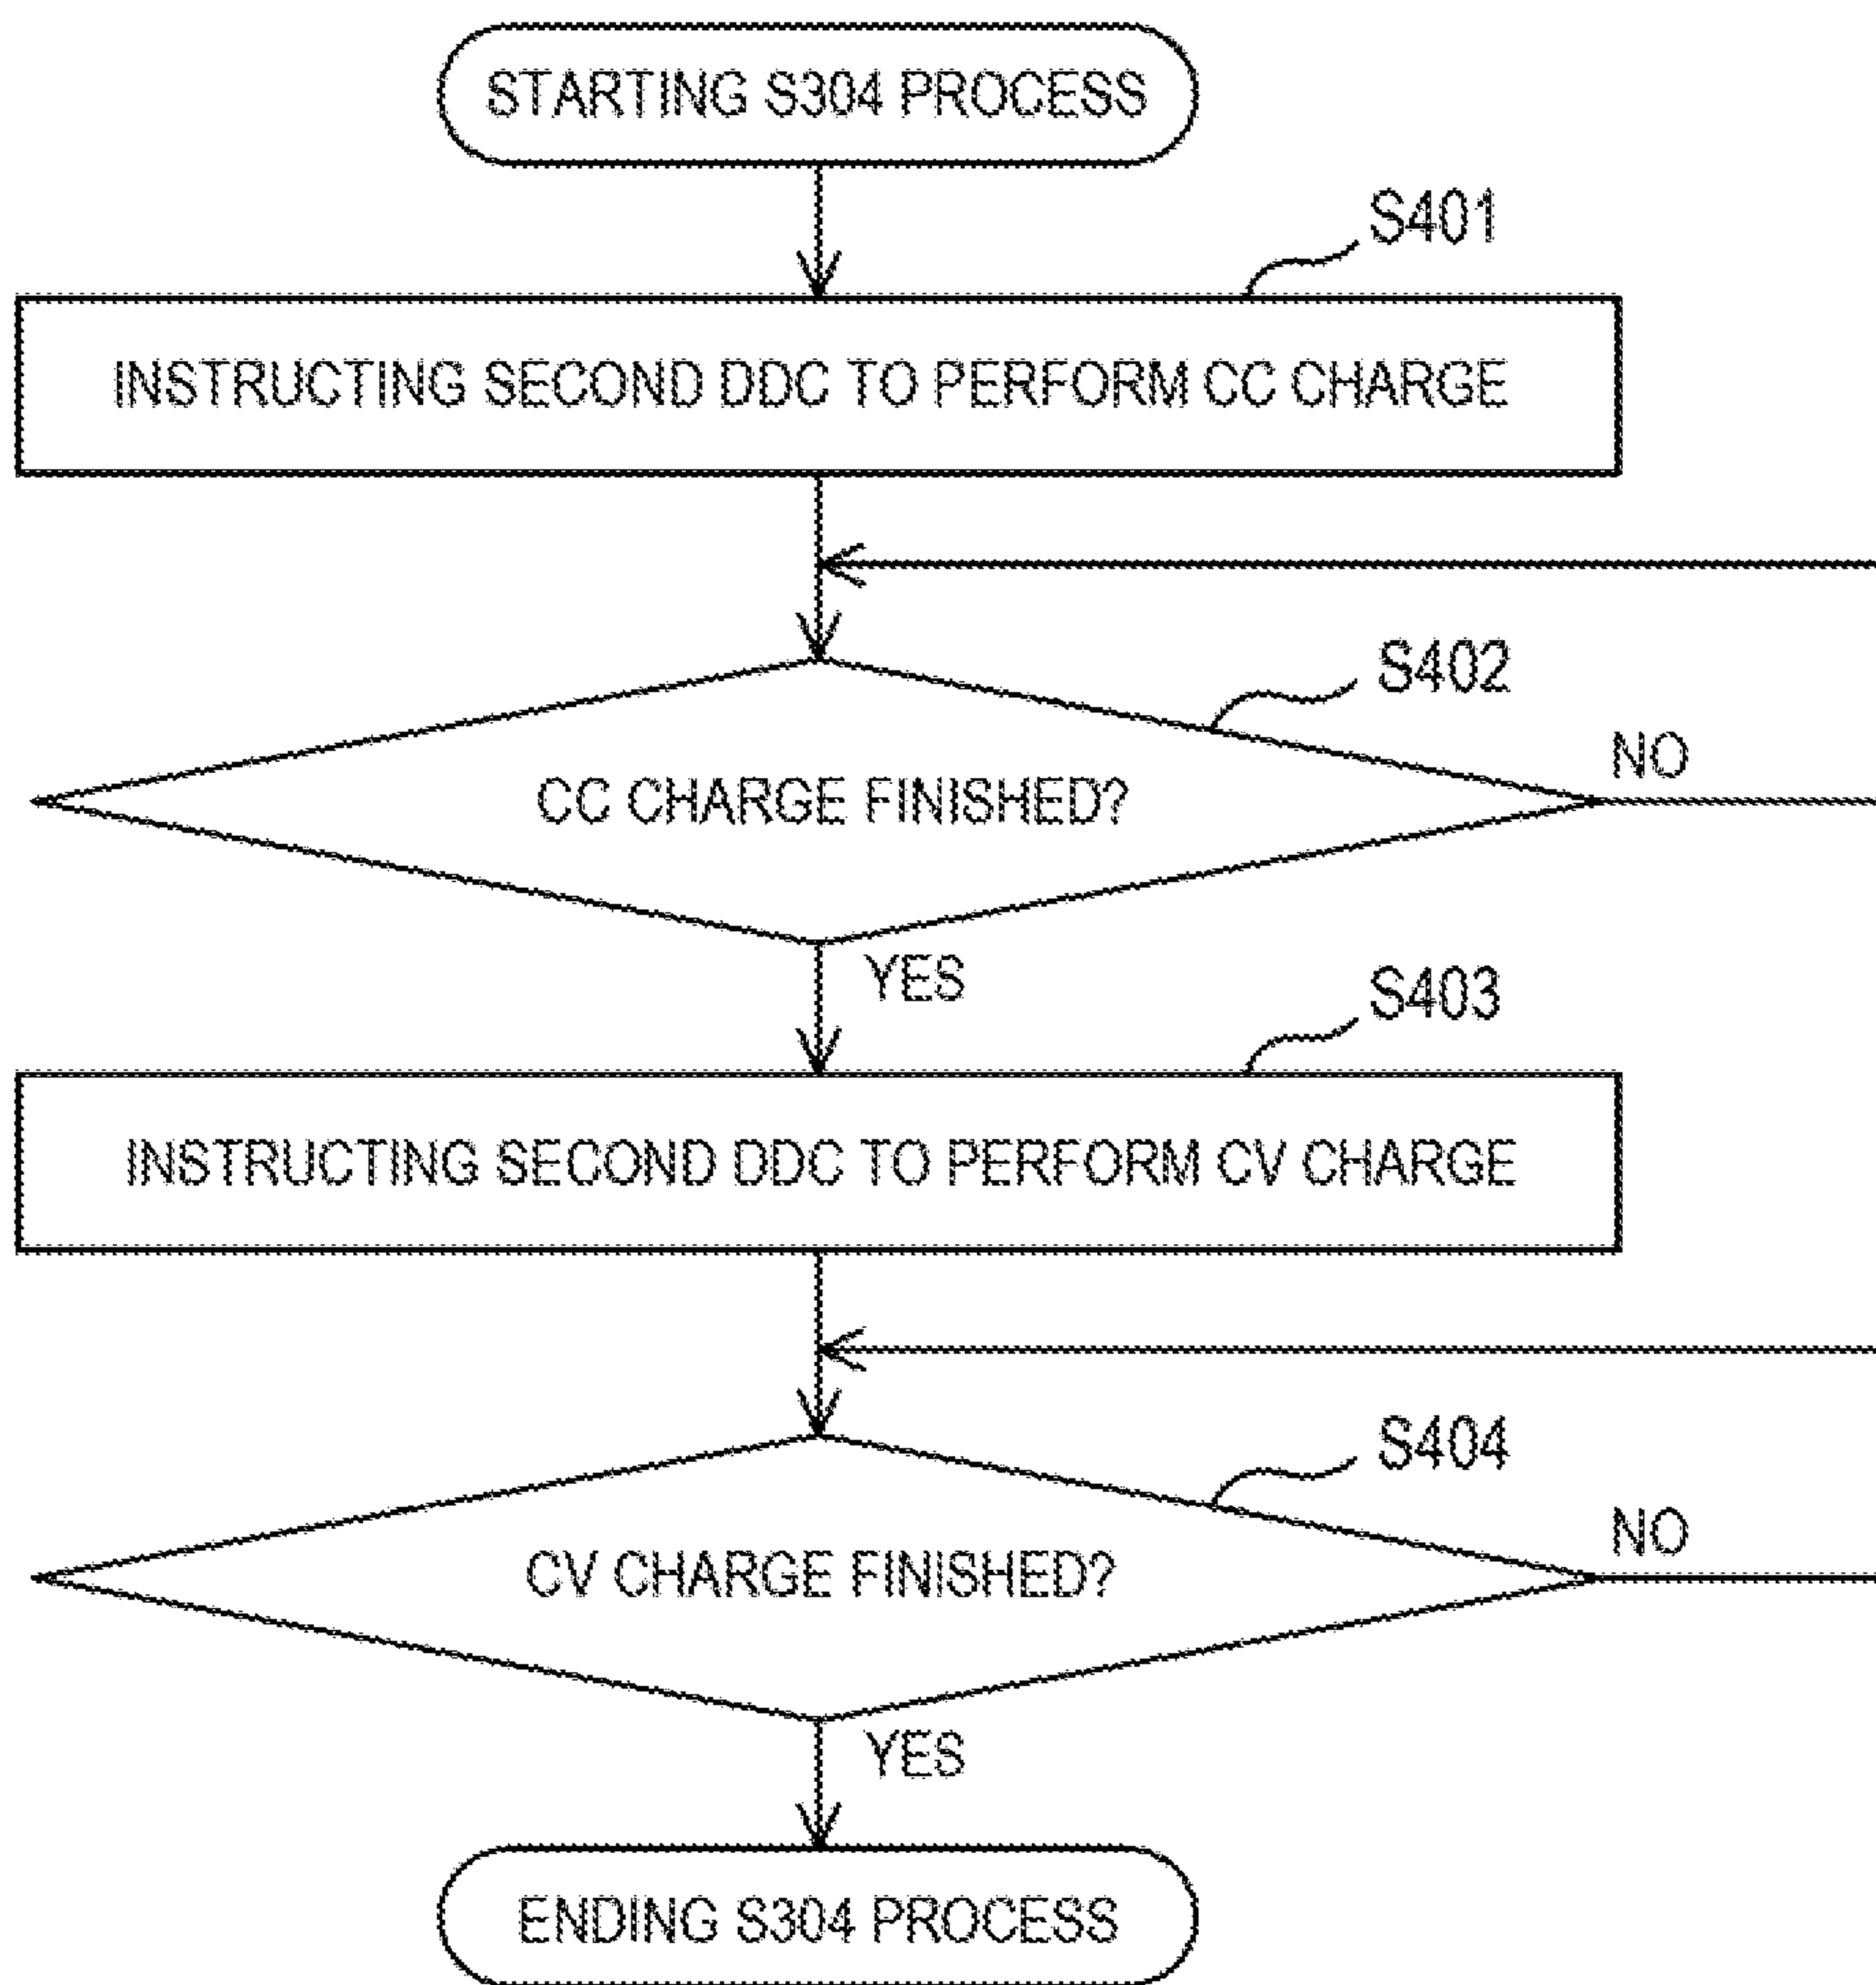 STARTING S304 PROCESS
S401
INSTRUCTING SECOND DDC TO PERFORM CC CHARGE
S402
CC CHARGE FINISHED?
NO
YES
S403
INSTRUCTING SECOND DDC TO PERFORM CV CHARGE
S404
CV CHARGE FINISHED?
NO
YES
ENDING S304 PROCESS